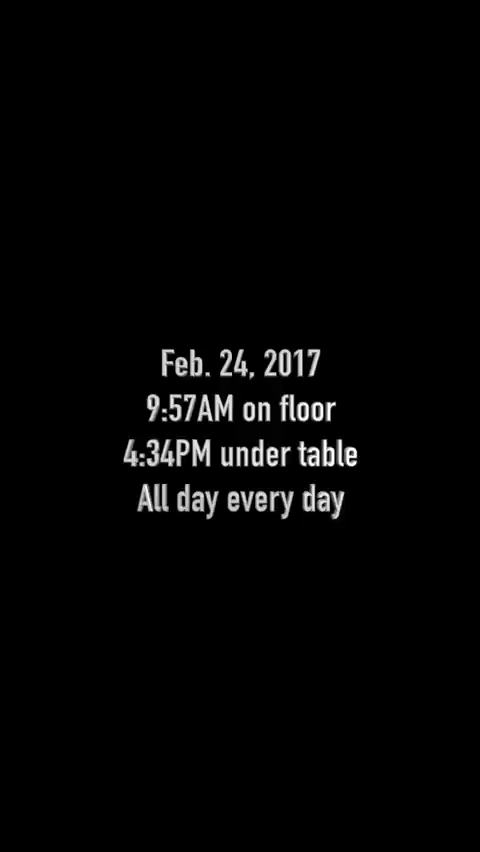 Feb. 24, 2017
9:57AM on floor
4:34PM under table
All day every day